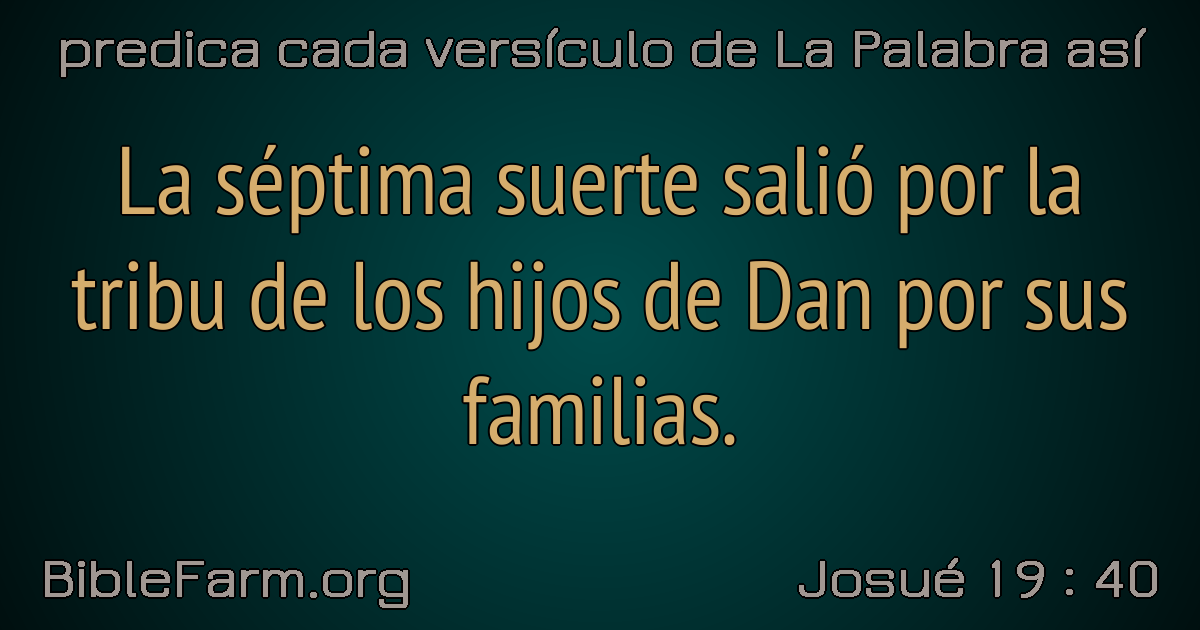 predica cada versículo de La Palabra así
La séptima suerte salió por la
tribu de los hijos de Dan por sus
familias.
BibleFarm.org
Josué 19 : 40